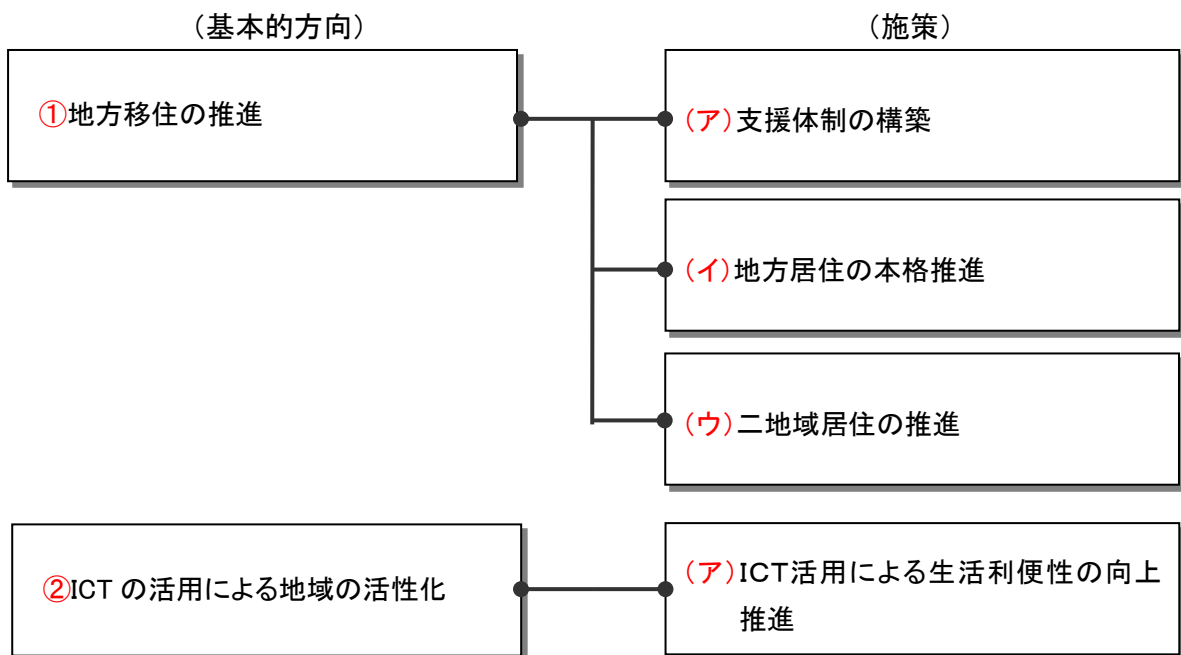 （基本的方向）
（施策）
①地方移住の推進
（ア）支援体制の構築
（イ）地方居住の本格推進
（ウ）二地域居住の推進
②ICT の活用による地域の活性化
（ア）ICT活用による生活利便性の向上
推進